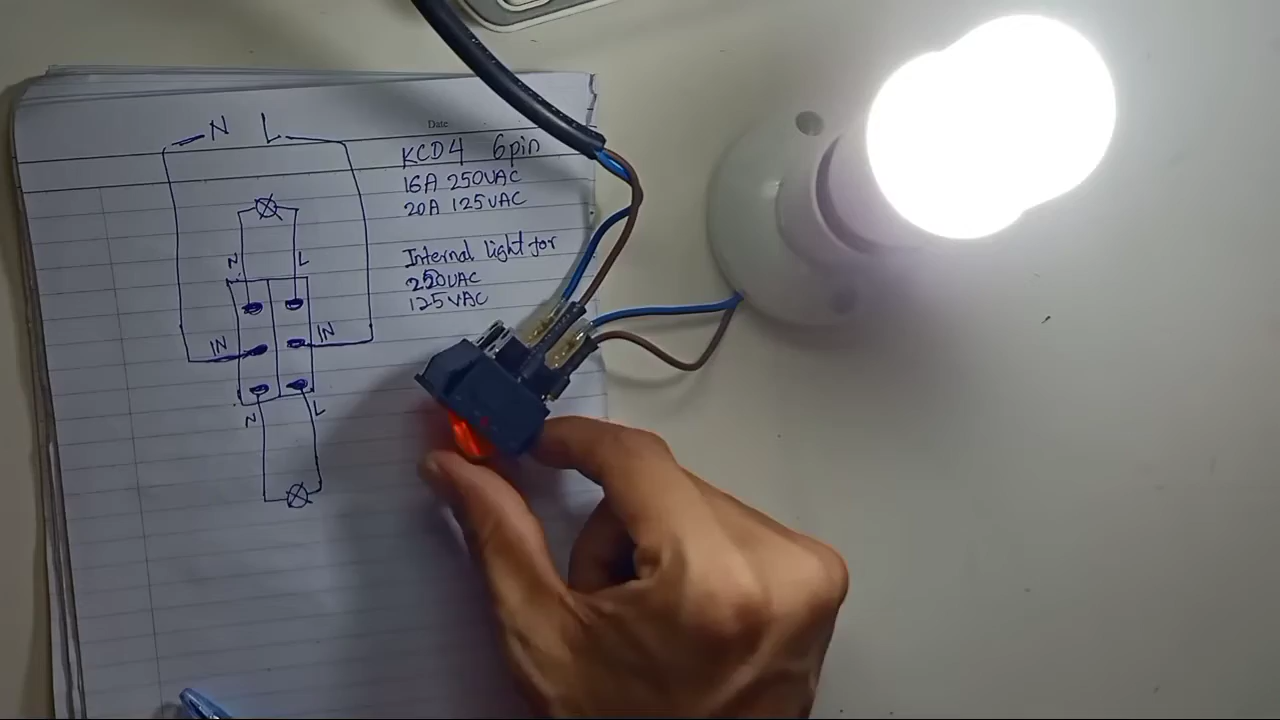 N L
Date
KCD4 6pin
16A 250VAC
20A 125VAC
Internal light for
250VAC
125VAC
N L
IN IN
N L